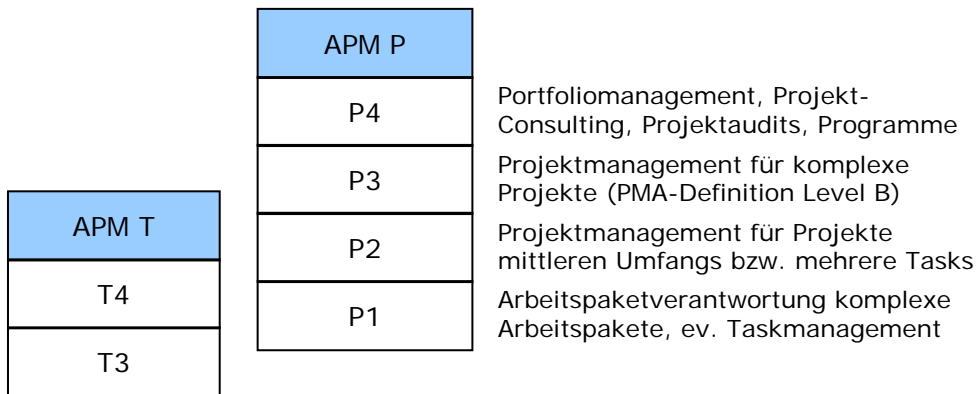 APM P
P4
Portfoliomanagement, Projekt-
Consulting, Projektaudits, Programme
P3
Projektmanagement für komplexe
Projekte (PMA-Definition Level B)
APM T
P2
Projektmanagement für Projekte
mittleren Umfangs bzw. mehrere Tasks
T4
P1
Arbeitspaketverantwortung komplexe
Arbeitspakete, ev. Taskmanagement
T3